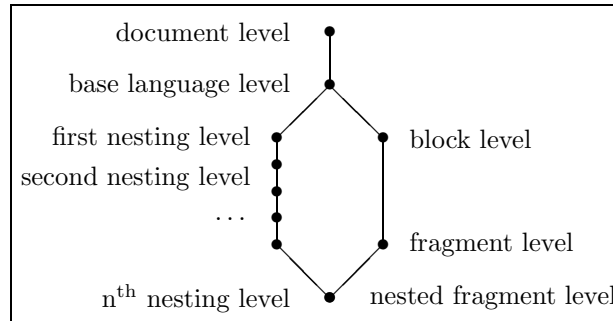 document level
base language level
first nesting level
block level
second nesting level
...
fragment level
nth nesting level
nested fragment level